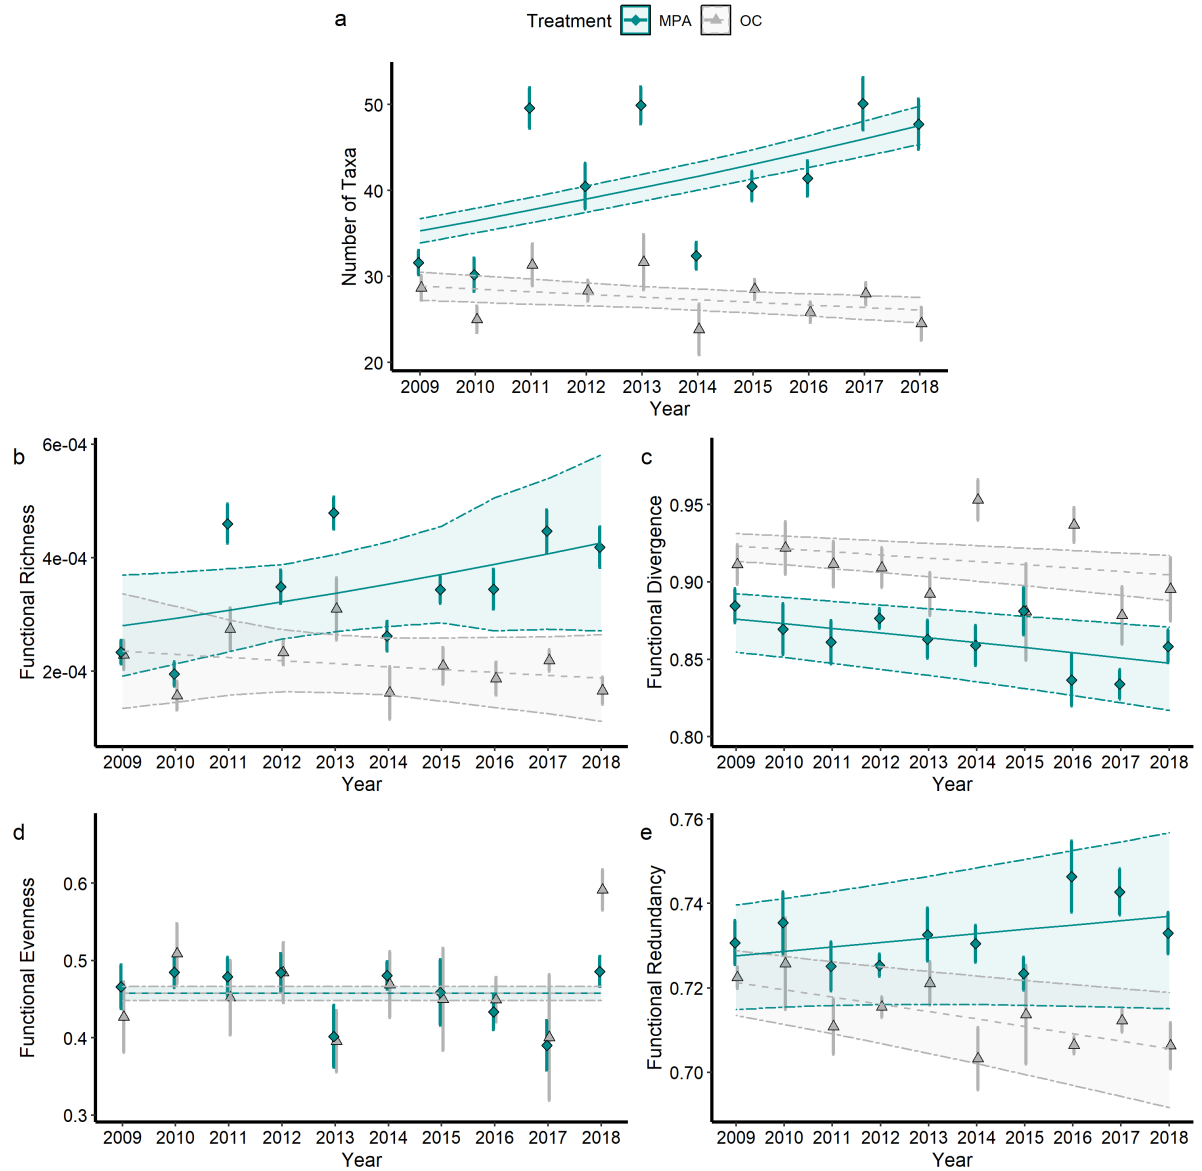 a
Treatment MPA OC
Number of Taxa
50
40
30
20
2009 2010 2011 2012 2013 2014 2015 2016 2017 2018
Year
b
Functional Richness
6e-04
4e-04
2e-04
2009 2010 2011 2012 2013 2014 2015 2016 2017 2018
Year
c
Functional Divergence
0.95
0.90
0.85
0.80
2009 2010 2011 2012 2013 2014 2015 2016 2017 2018
Year
d
Functional Evenness
0.6
0.5
0.4
0.3
2009 2010 2011 2012 2013 2014 2015 2016 2017 2018
Year
e
Functional Redundancy
0.76
0.74
0.72
0.70
2009 2010 2011 2012 2013 2014 2015 2016 2017 2018
Year